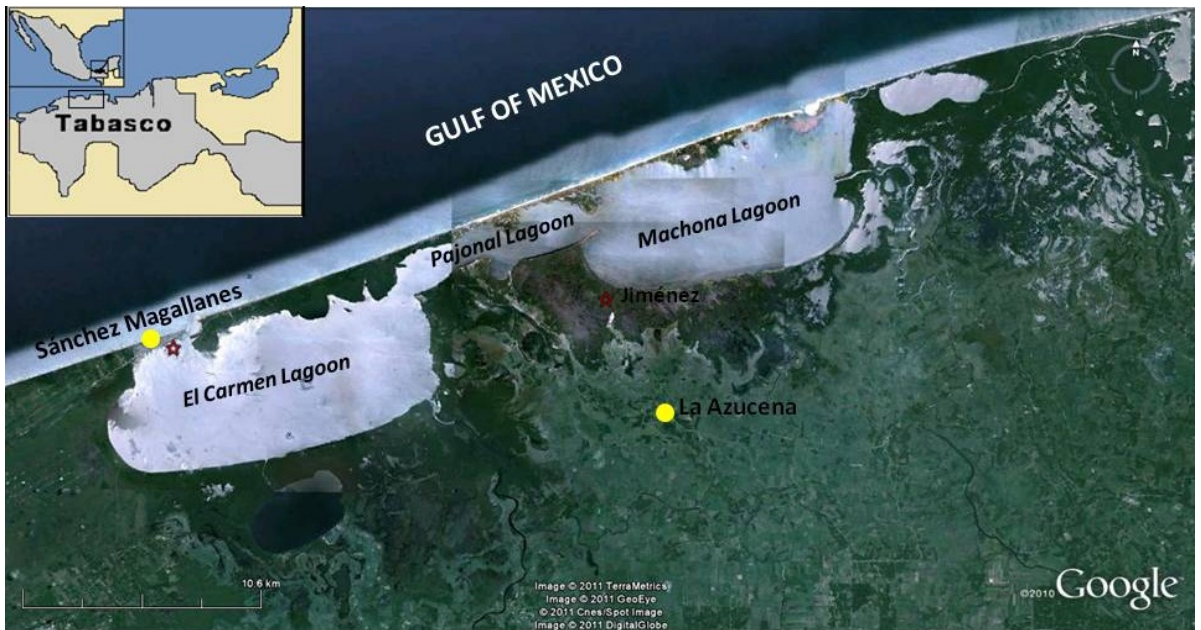 Tabasco
N
GULF OF MEXICO
Pajonal Lagoon
Machona Lagoon
Sánchez Magallanes
Jiménez
El Carmen Lagoon
La Azucena
10.6 km
Image © 2011 TerraMetrics
Image © 2011 GeoEye
© 2011 Cnes/Spot Image
Image © 2011 DigitalGlobe
©2010 Google